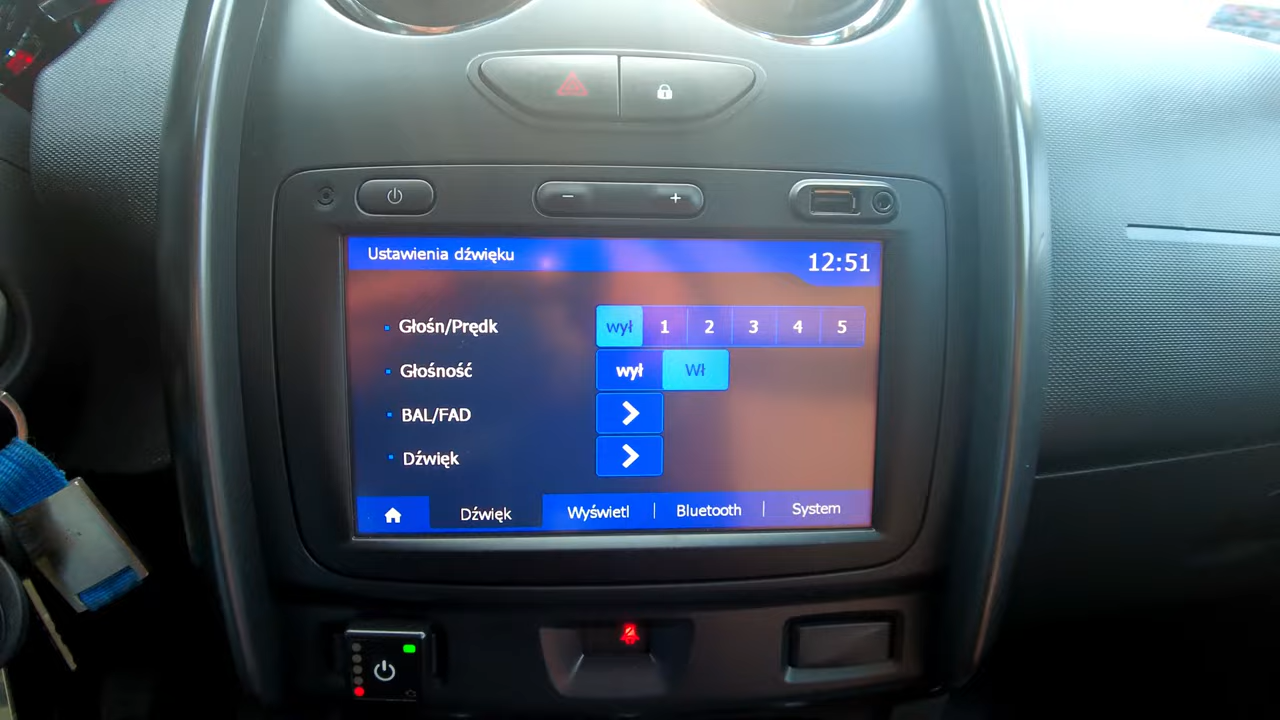 Ustawienia dźwięku 12:51
Głośn/Prędk wył 1 2 3 4 5
Głośność wył Wł
BAL/FAD
Dźwięk
Dźwięk Wyświetl Bluetooth System